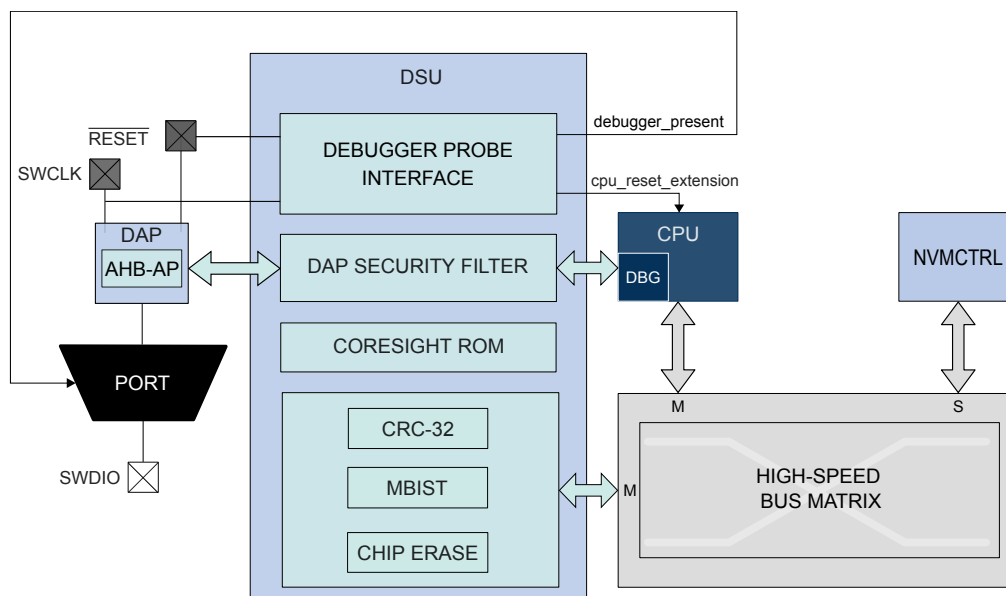 DSU
debugger_present
RESET
DEBUGGER PROBE
INTERFACE
SWCLK
cpu_reset_extension
DAP
AHB-AP
DAP SECURITY FILTER
CPU
DBG
NVMCTRL
CORESIGHT ROM
PORT
M
S
CRC-32
SWDIO
MBIST
M
HIGH-SPEED
BUS MATRIX
CHIP ERASE